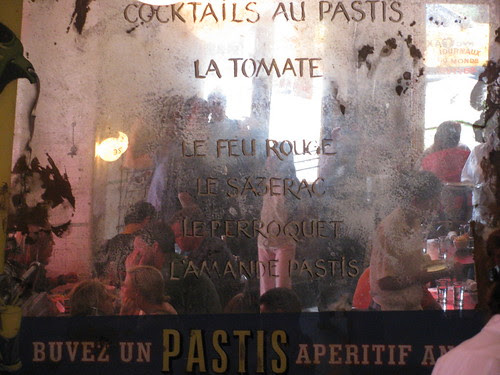 COCKTAILS AU PASTIS
LA TOMATE
LE FEU ROUGE
LE SAZERAC
LE PERROQUET
L'AMANDE PASTIS
BUVEZ UN PASTIS APERITIF